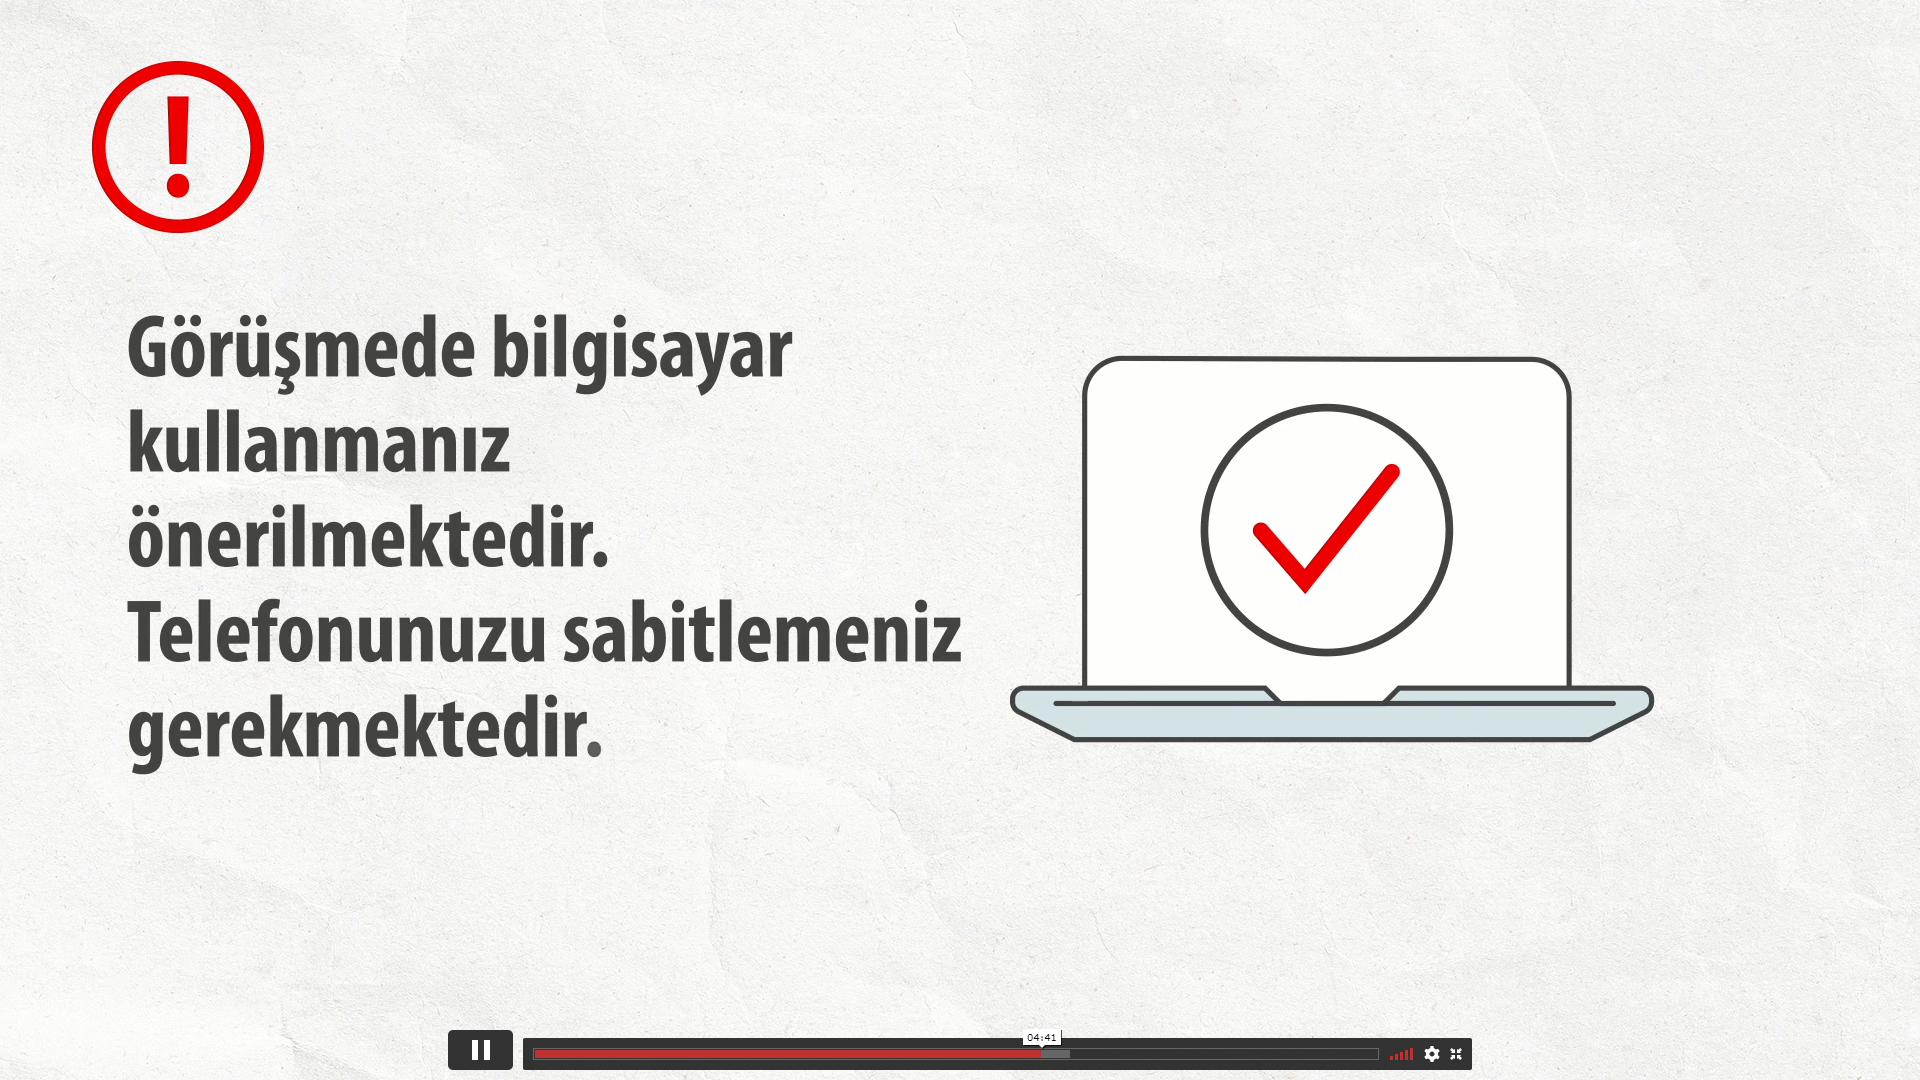 !
Görüşmede bilgisayar
kullanmanız
önerilmektedir.
Telefonunuzu sabitlemeniz
gerekmektedir.
04:41